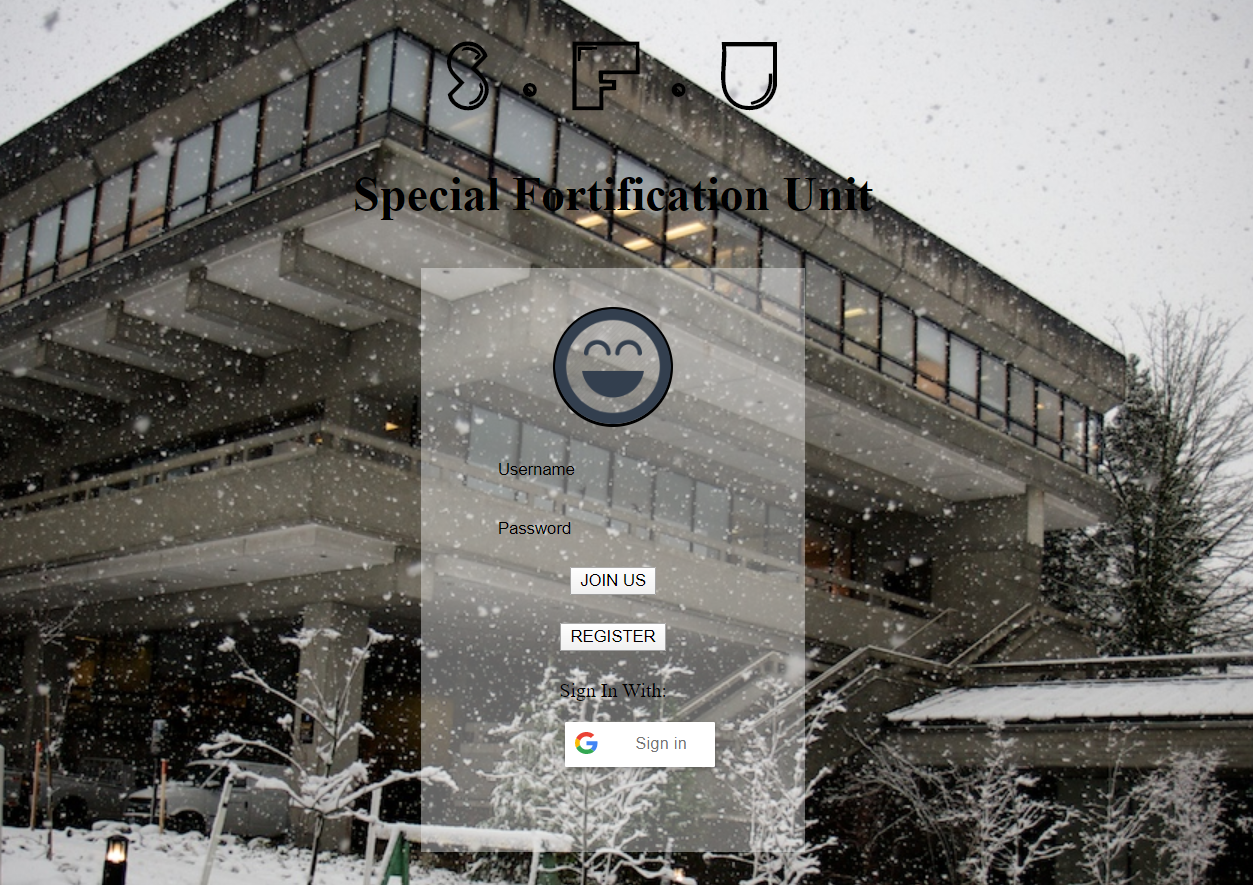 S . F . U
Special Fortification Unit
Username
Password
JOIN US
REGISTER
Sign In With:
Sign in